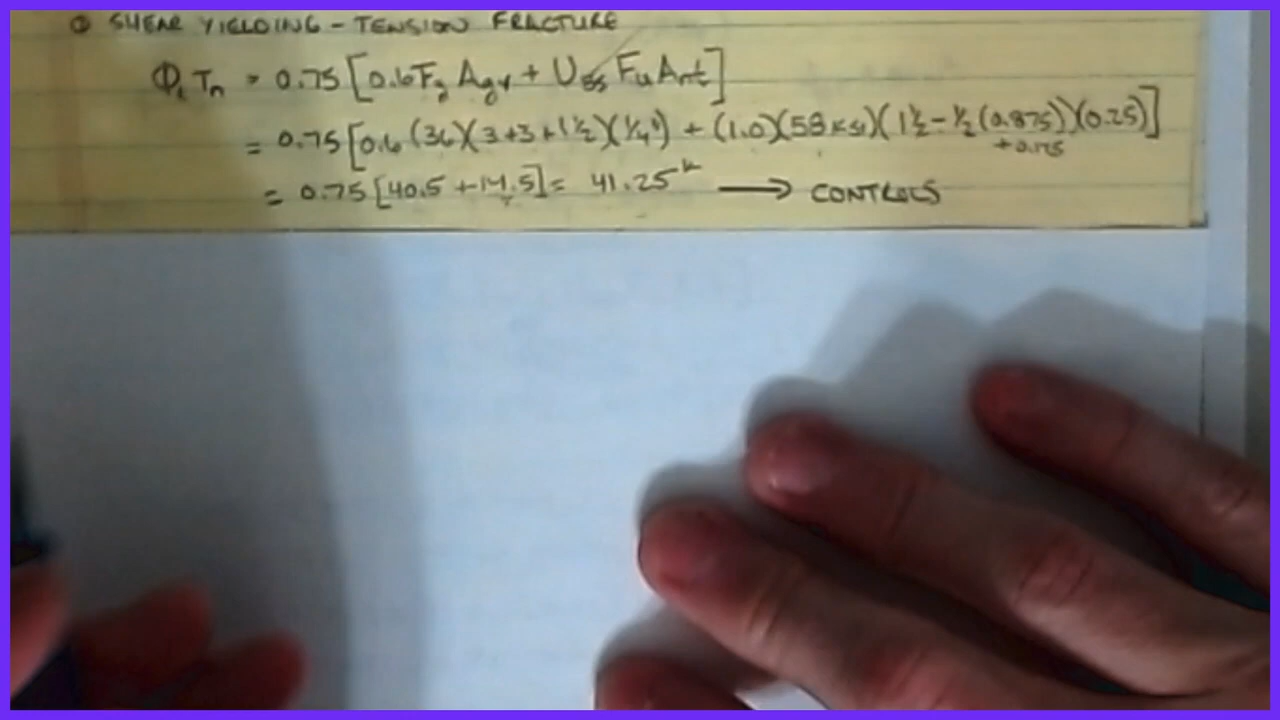 ① SHEAR YIELDING - TENSION FRACTURE
Φₜ Tₙ = 0.75 [0.6 Fy Agv + Ubs Fu Ant]
= 0.75 [0.6 (36)(3+3+1½)(¼") + (1.0)(58 ksi)(1½ - ½(0.875))(0.25)]
+0.125
= 0.75 [40.5 + 14.5] = 41.25ᵏ → CONTROLS